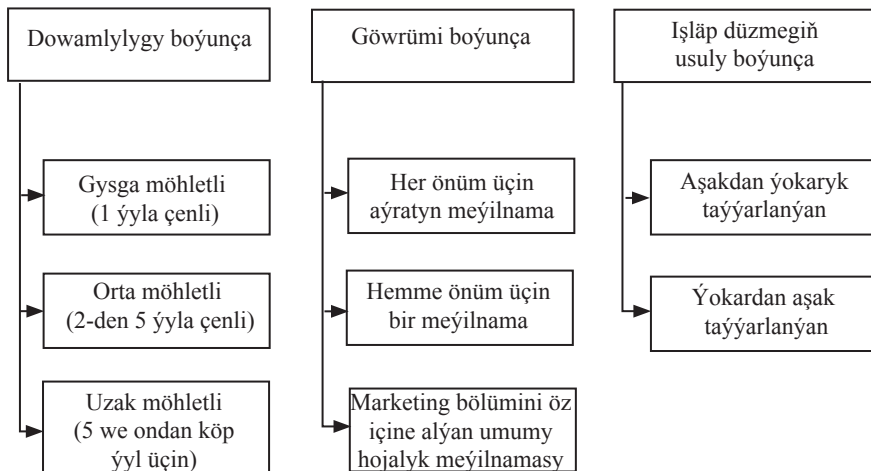 Dowamlylygy boýunça
Gysga möhletli
(1 ýyla çenli)
Orta möhletli
(2-den 5 ýyla çenli)
Uzak möhletli
(5 we ondan köp
ýyl üçin)
Göwrümi boýunça
Her önüm üçin
aýratyn meýilnama
Hemme önüm üçin
bir meýilnama
Marketing bölümini öz
içine alýan umumy
hojalyk meýilnamasy
Işläp düzmegiň
usuly boýunça
Aşakdan ýokaryk
taýýarlanýan
Ýokardan aşak
taýýarlanýan